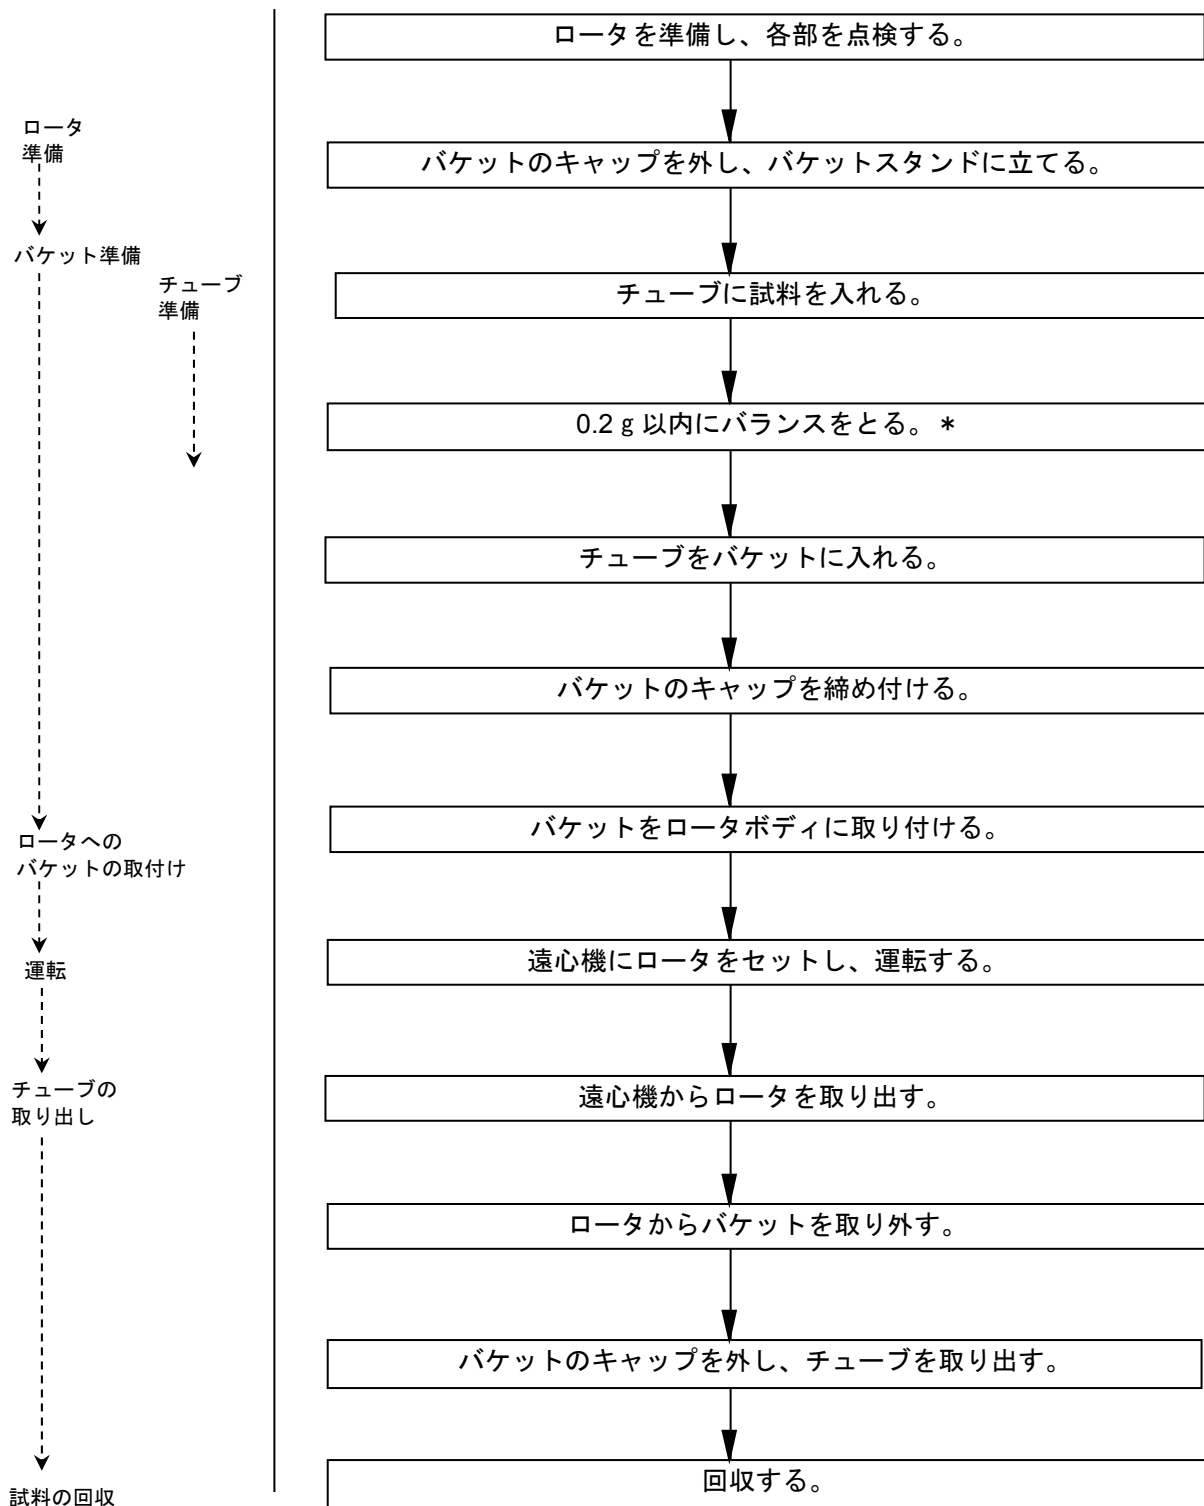 ロータ
準備
バケット準備
チューブ
準備
ロータへの
バケットの取付け
運転
チューブの
取り出し
試料の回収
ロータを準備し、各部を点検する。
バケットのキャップを外し、バケットスタンドに立てる。
チューブに試料を入れる。
0.2 g 以内にバランスをとる。*
チューブをバケットに入れる。
バケットのキャップを締め付ける。
バケットをロータボディに取り付ける。
遠心機にロータをセットし、運転する。
遠心機からロータを取り出す。
ロータからバケットを取り外す。
バケットのキャップを外し、チューブを取り出す。
回収する。